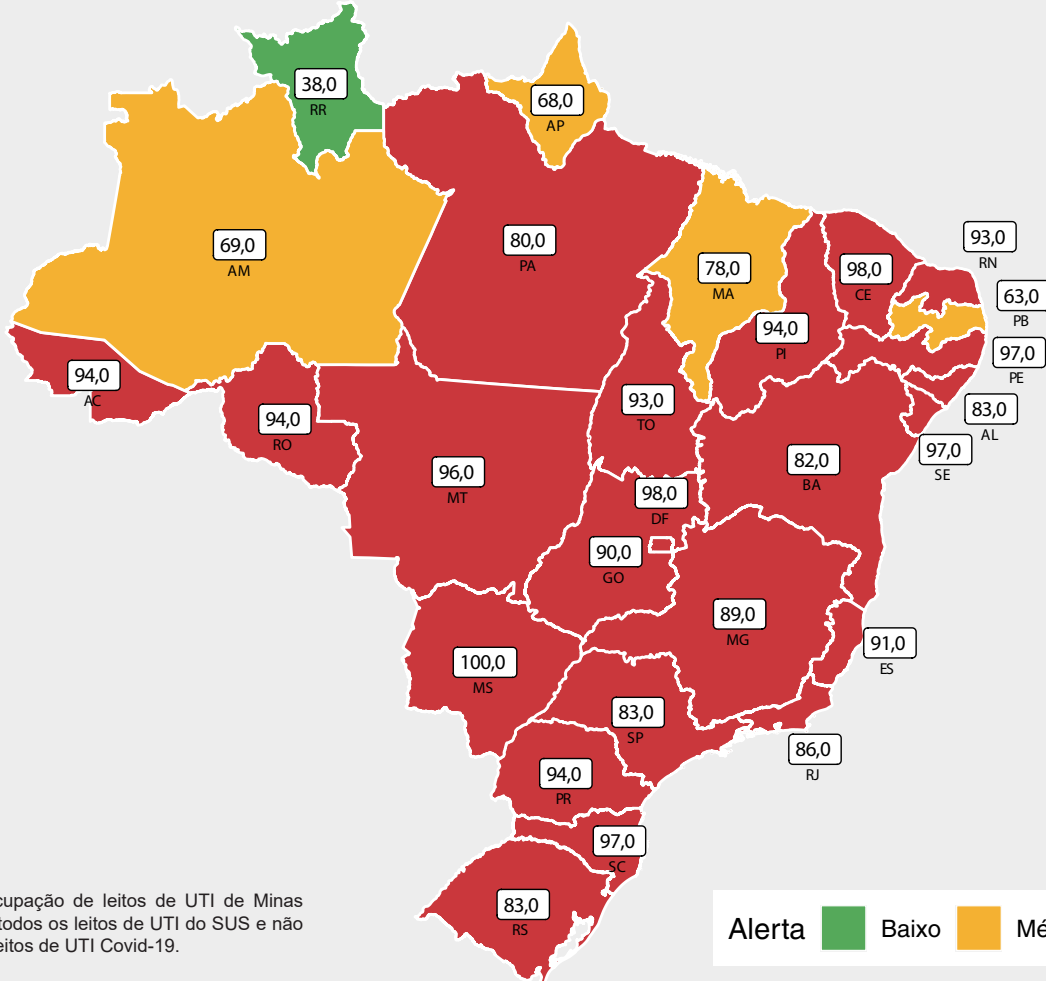 38,0
RR
68,0
AP
69,0
AM
80,0
PA
78,0
MA
98,0
CE
93,0
RN
63,0
PB
94,0
PI
97,0
PE
94,0
AC
94,0
RO
93,0
TO
83,0
AL
97,0
SE
96,0
MT
82,0
BA
98,0
DF
90,0
GO
89,0
MG
91,0
ES
100,0
MS
83,0
SP
86,0
RJ
94,0
PR
97,0
SC
83,0
RS
cupação de leitos de UTI de Minas
todos os leitos de UTI do SUS e não
eitos de UTI Covid-19.
Alerta Baixo Mé